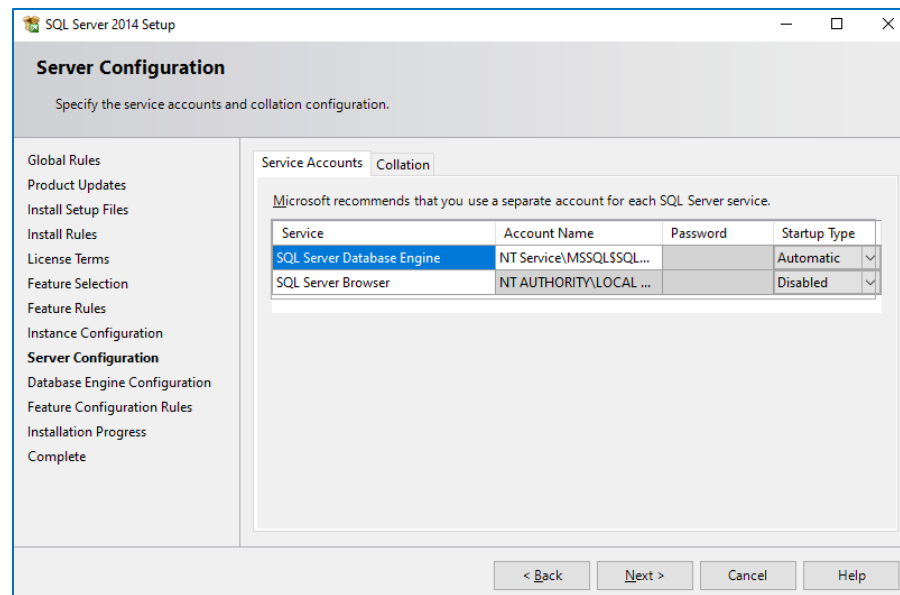 SQL Server 2014 Setup
Server Configuration
Specify the service accounts and collation configuration.
Global Rules
Product Updates
Install Setup Files
Install Rules
License Terms
Feature Selection
Feature Rules
Instance Configuration
Server Configuration
Database Engine Configuration
Feature Configuration Rules
Installation Progress
Complete
Service Accounts Collation
Microsoft recommends that you use a separate account for each SQL Server service.
Service Account Name Password Startup Type
SQL Server Database Engine NT Service\MSSQL$SQL... Automatic
SQL Server Browser NT AUTHORITY\LOCAL ... Disabled
< Back Next > Cancel Help